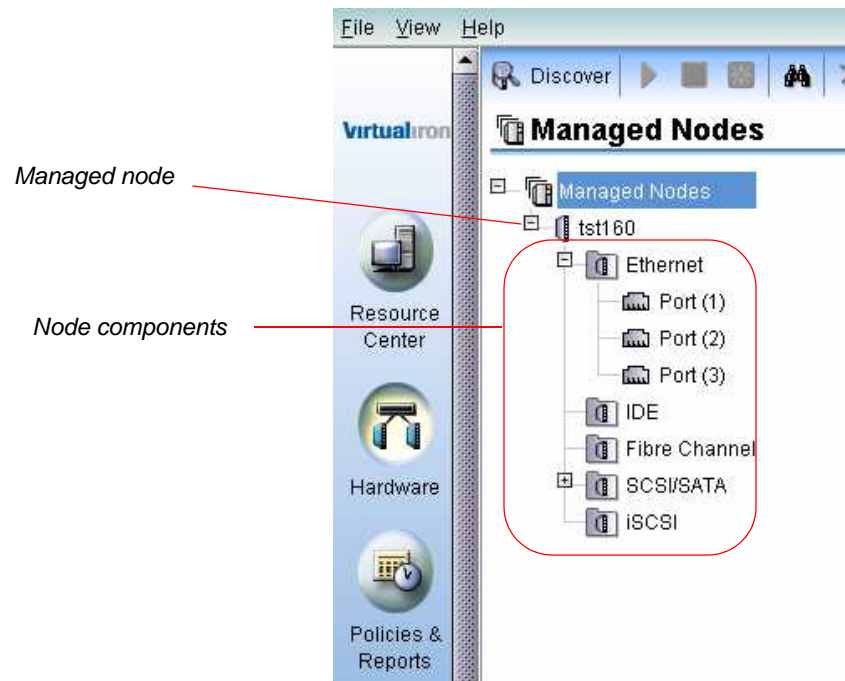 File View Help
Discover
Virtualiron
Managed Nodes
Managed node
Managed Nodes
tst160
Ethernet
Port (1)
Port (2)
Port (3)
Node components
IDE
Fibre Channel
SCSI/SATA
iSCSI
Resource
Center
Hardware
Policies &
Reports